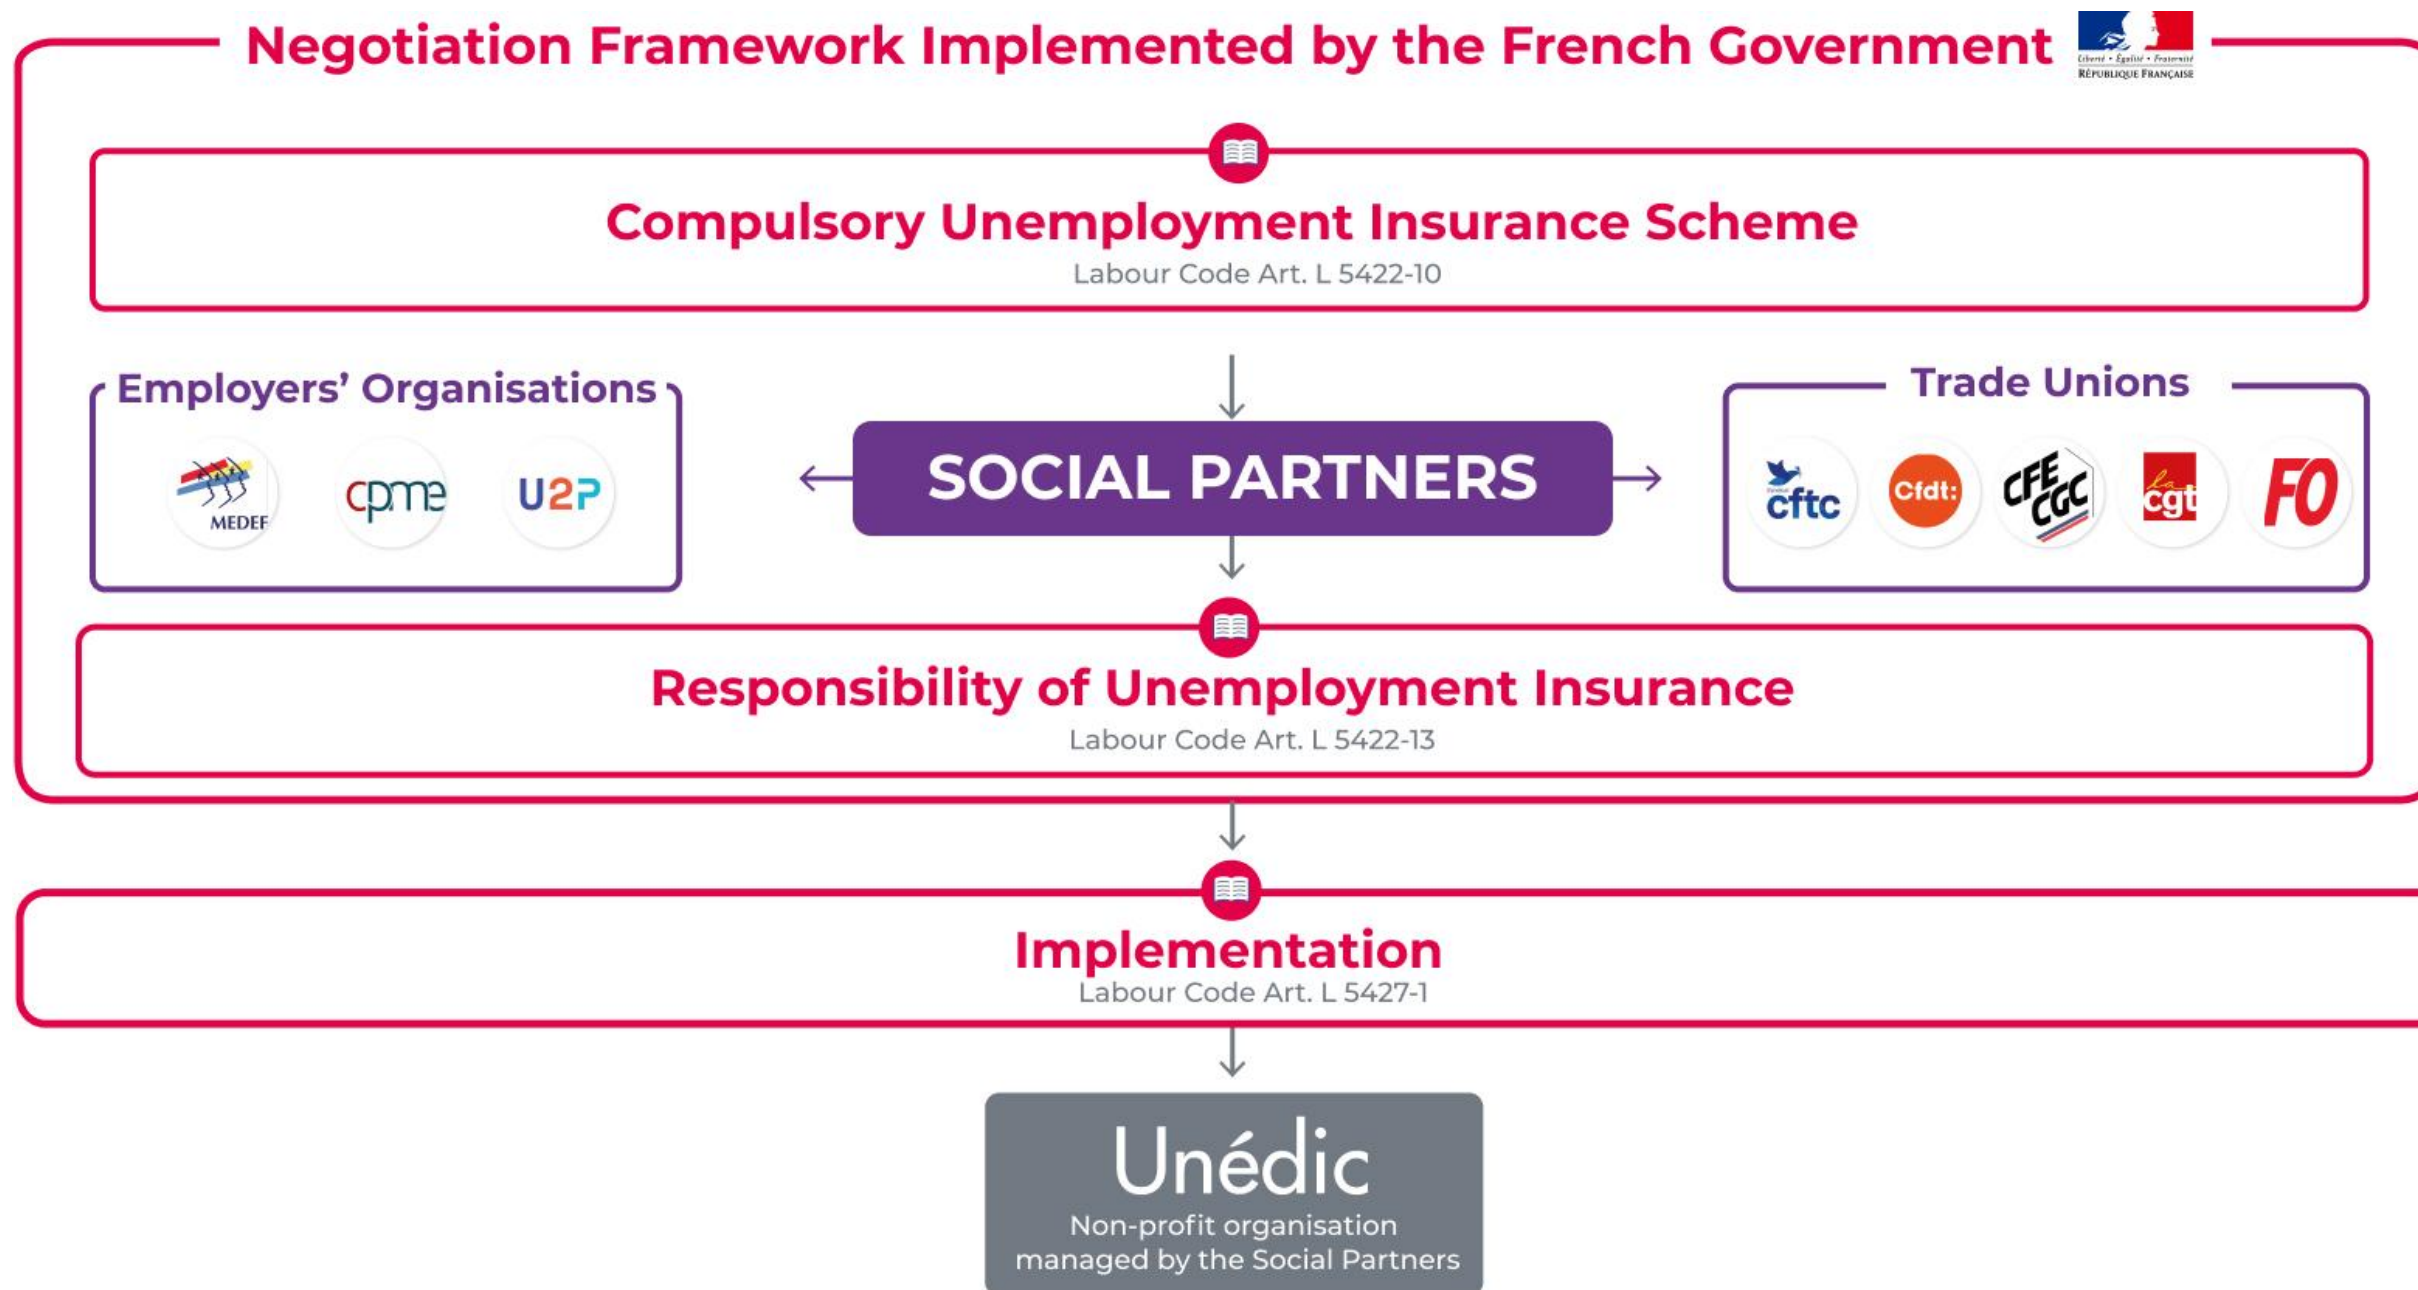 Negotiation Framework Implemented by the French Government
Liberté • Égalité • Fraternité
RÉPUBLIQUE FRANÇAISE
Compulsory Unemployment Insurance Scheme
Labour Code Art. L 5422-10
Employers’ Organisations
MEDEF
cpme
U2P
SOCIAL PARTNERS
Trade Unions
cftc
Cfdt:
CFE
CGC
la
cgt
FO
Responsibility of Unemployment Insurance
Labour Code Art. L 5422-13
Implementation
Labour Code Art. L 5427-1
Unédic
Non-profit organisation
managed by the Social Partners